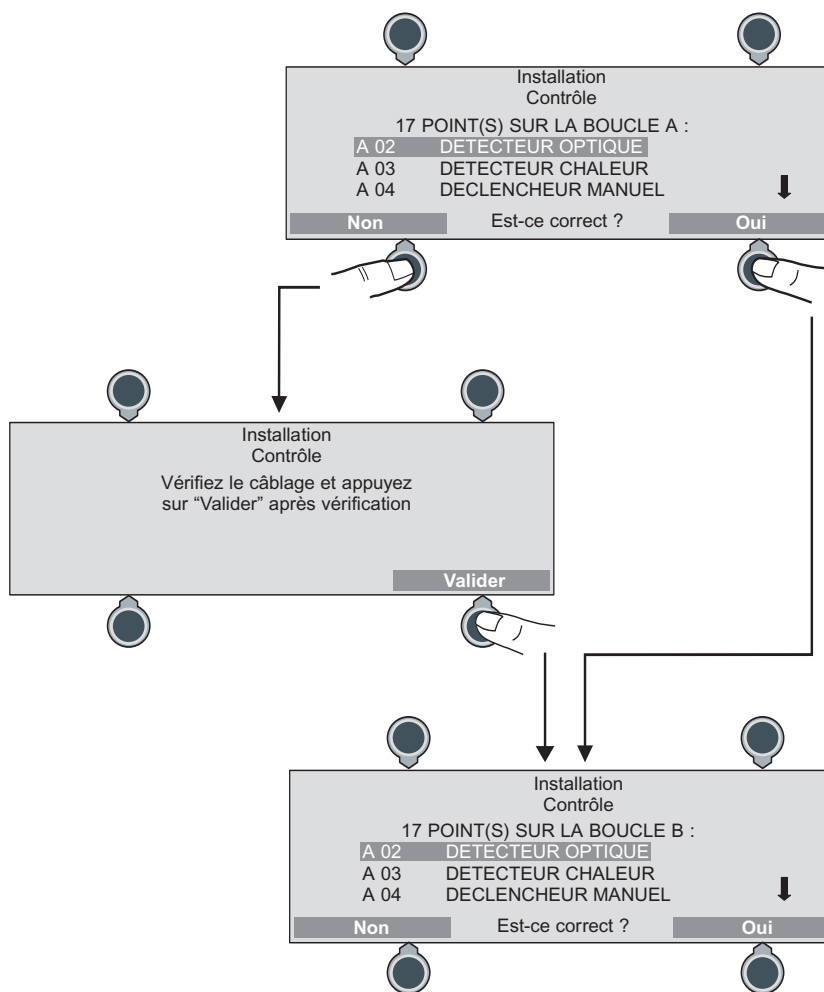 Installation
Contrôle
17 POINT(S) SUR LA BOUCLE A :
A 02 DETECTEUR OPTIQUE
A 03 DETECTEUR CHALEUR
A 04 DECLENCHEUR MANUEL
Non Est-ce correct ? Oui
Installation
Contrôle
Vérifiez le câblage et appuyez
sur “Valider” après vérification
Valider
Installation
Contrôle
17 POINT(S) SUR LA BOUCLE B :
A 02 DETECTEUR OPTIQUE
A 03 DETECTEUR CHALEUR
A 04 DECLENCHEUR MANUEL
Non Est-ce correct ? Oui